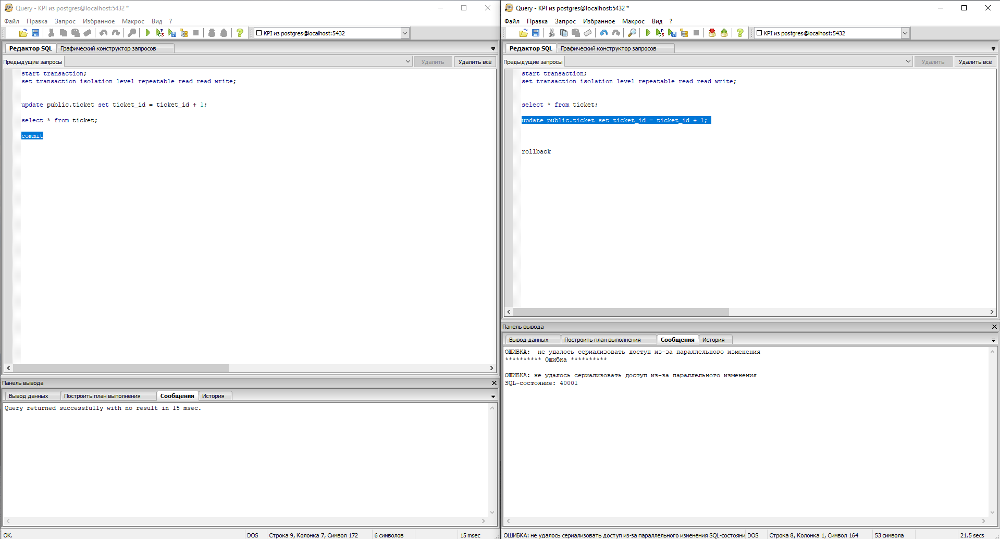 Query - KPI из postgres@localhost:5432 *
Файл Правка Запрос Избранное Макрос Вид ?
KPI из postgres@localhost:5432
Редактор SQL Графический конструктор запросов
Предыдущие запросы Удалить Удалить всё
start transaction;
set transaction isolation level repeatable read read write;
update public.ticket set ticket_id = ticket_id + 1;
select * from ticket;
commit
Панель вывода
Вывод данных Построить план выполнения Сообщения История
Query returned successfully with no result in 15 msec.
OK. DOS Строка 9, Колонка 7, Символ 172 6 символов 15 msec
Query - KPI из postgres@localhost:5432 *
Файл Правка Запрос Избранное Макрос Вид ?
KPI из postgres@localhost:5432
Редактор SQL Графический конструктор запросов
Предыдущие запросы Удалить Удалить всё
start transaction;
set transaction isolation level repeatable read read write;
select * from ticket;
update public.ticket set ticket_id = ticket_id + 1;
rollback
Панель вывода
Вывод данных Построить план выполнения Сообщения История
ОШИБКА:  не удалось сериализовать доступ из-за параллельного изменения
********** Ошибка **********
ОШИБКА: не удалось сериализовать доступ из-за параллельного изменения
SQL-состояние: 40001
ОШИБКА: не удалось сериализовать доступ из-за параллельного изменения SQL-состояни DOS Строка 8, Колонка 1, Символ 164 53 символа 21.5 secs